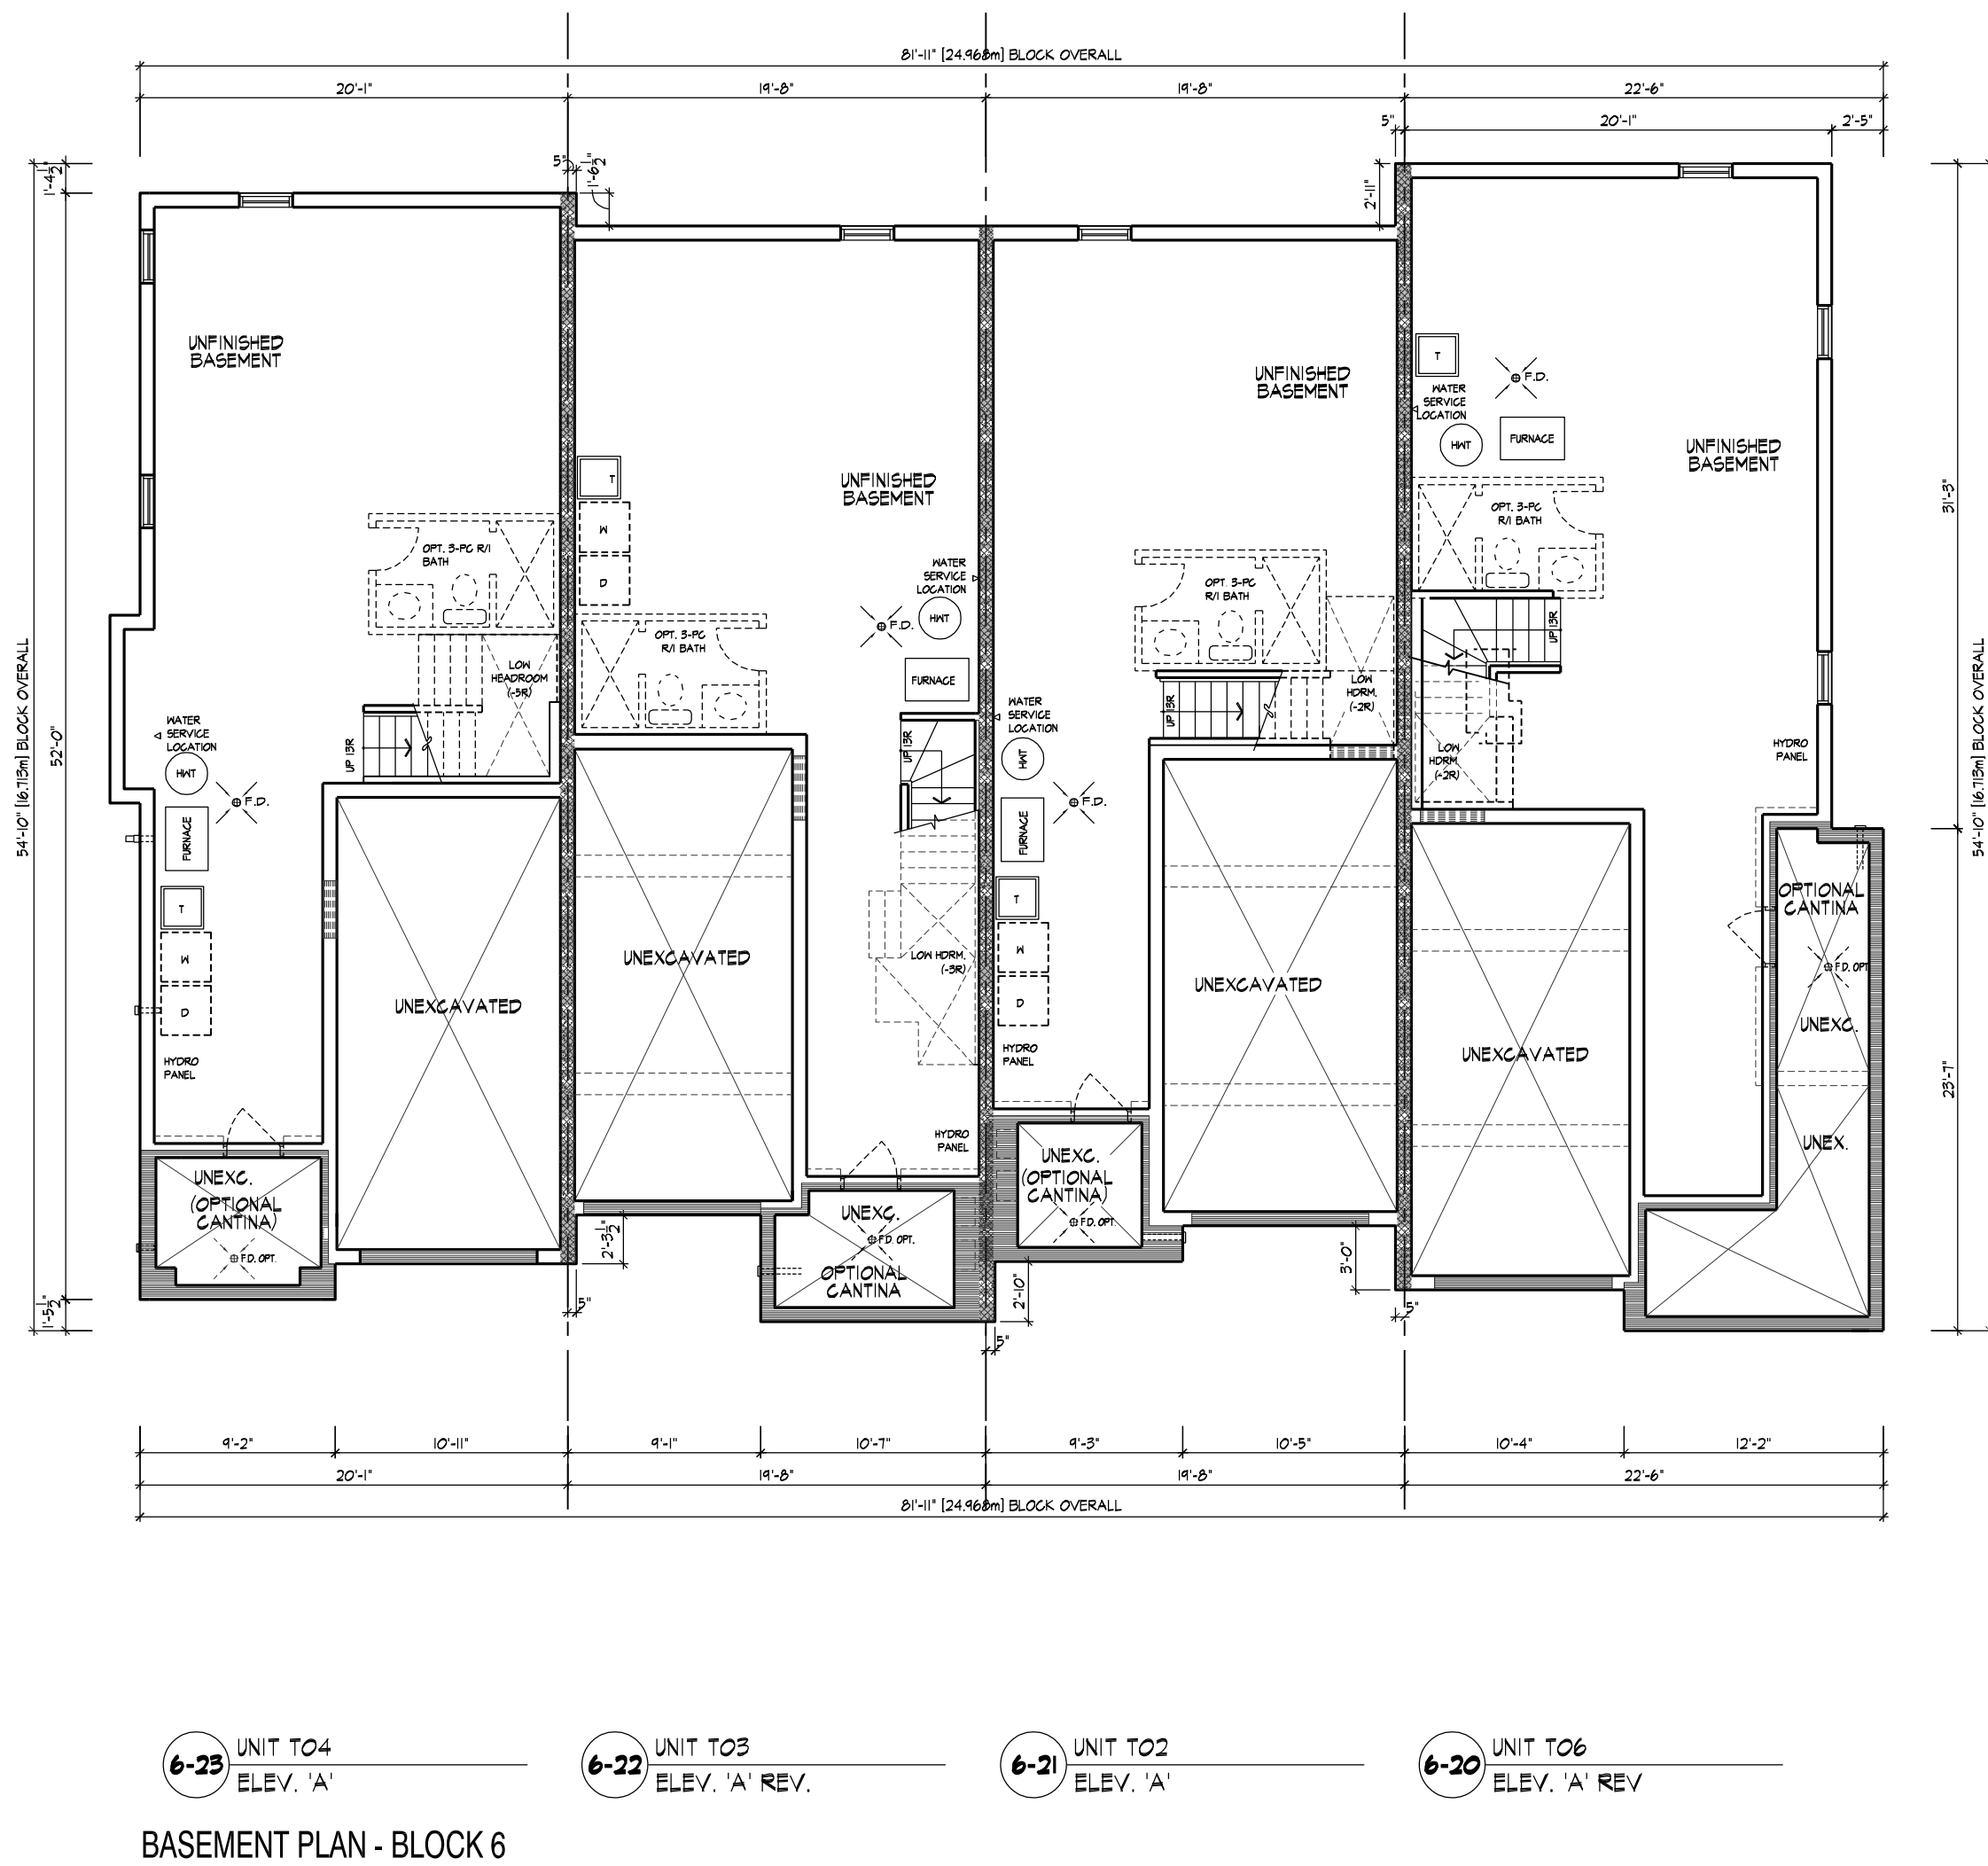 81'-11" [24.968m] BLOCK OVERALL
20'-1"
19'-8"
19'-8"
22'-6"
5"
20'-1"
2'-5"
1'-4 1/2"
5"
1'-6 1/2"
2'-11"
54'-10" [16.713m] BLOCK OVERALL
52'-0"
1'-5 1/2"
UNFINISHED
BASEMENT
OPT. 3-PC R/I
BATH
LOW
HEADROOM
(-5R)
UP 13R
WATER
SERVICE
LOCATION
HWT
F.D.
FURNACE
T
W
D
HYDRO
PANEL
UNEXCAVATED
UNEXC.
(OPTIONAL
CANTINA)
F.D. OPT.
T
W
D
UNFINISHED
BASEMENT
WATER
SERVICE
LOCATION
HWT
F.D.
OPT. 3-PC
R/I BATH
FURNACE
UP 13R
UNEXCAVATED
LOW HDRM.
(-3R)
HYDRO
PANEL
UNEXC.
F.D. OPT.
OPTIONAL
CANTINA
2'-3 1/2"
5"
UNFINISHED
BASEMENT
OPT. 3-PC
R/I BATH
LOW
HDRM.
(-2R)
UP 13R
WATER
SERVICE
LOCATION
HWT
F.D.
FURNACE
T
W
D
HYDRO
PANEL
UNEXCAVATED
UNEXC.
(OPTIONAL
CANTINA)
F.D. OPT.
2'-10"
5"
3'-0"
5"
T
F.D.
WATER
SERVICE
LOCATION
HWT
FURNACE
UNFINISHED
BASEMENT
OPT. 3-PC
R/I BATH
UP 13R
LOW
HDRM.
(-2R)
HYDRO
PANEL
OPTIONAL
CANTINA
F.D. OPT
UNEXC.
UNEXCAVATED
UNEX.
31'-3"
23'-7"
54'-10" [16.713m] BLOCK OVERALL
9'-2"
10'-11"
9'-1"
10'-7"
9'-3"
10'-5"
10'-4"
12'-2"
20'-1"
19'-8"
19'-8"
22'-6"
81'-11" [24.968m] BLOCK OVERALL
6-23
UNIT T04
ELEV. 'A'
6-22
UNIT T03
ELEV. 'A' REV.
6-21
UNIT T02
ELEV. 'A'
6-20
UNIT T06
ELEV. 'A' REV
BASEMENT PLAN - BLOCK 6